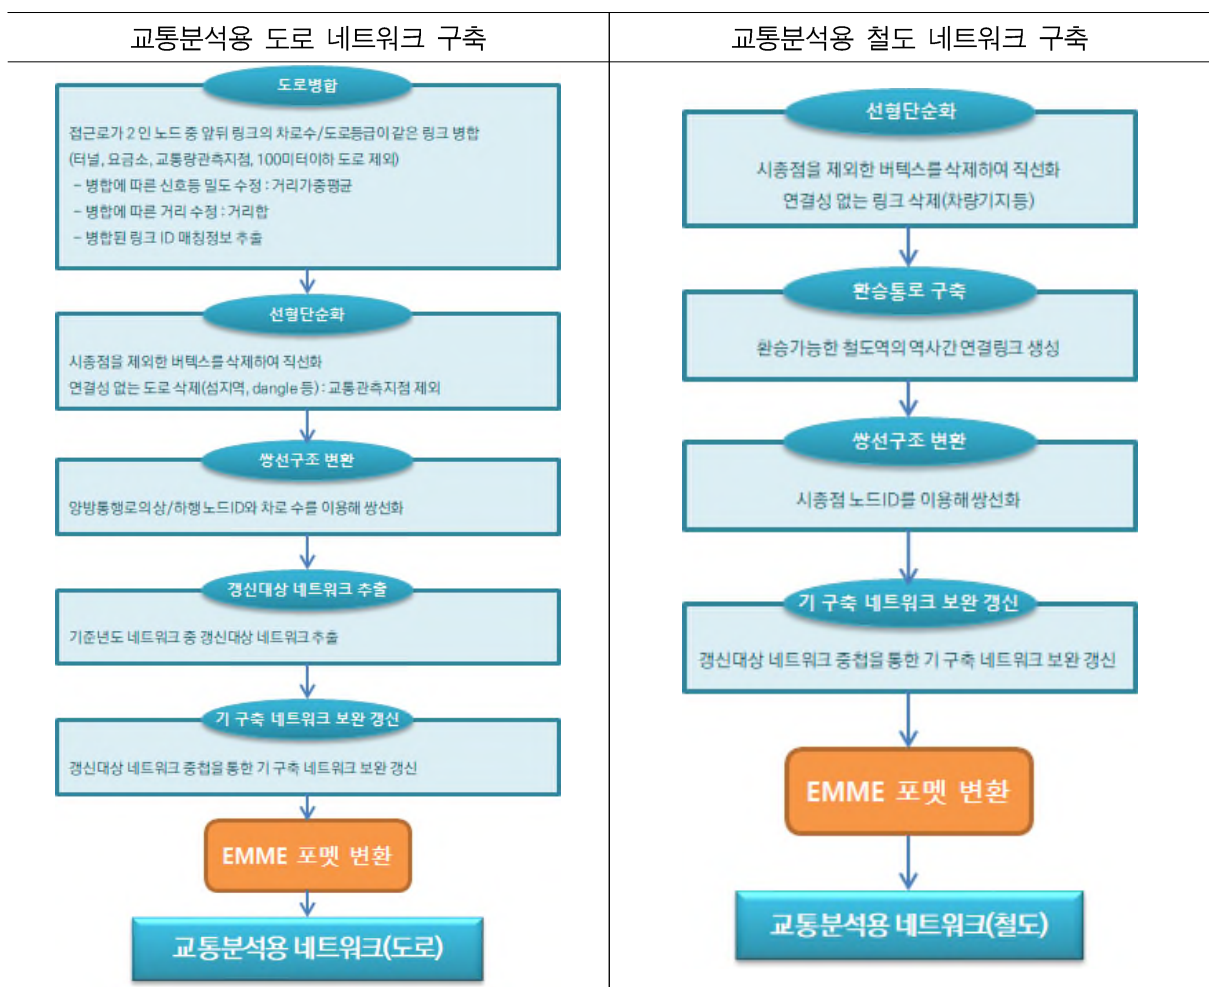 교통분석용 도로 네트워크 구축
도로병합
접근로가 2 인 노드 중 앞뒤 링크의 차로수/도로등급이 같은 링크 병합
(터널, 요금소, 교통량관측지점, 100미터이하 도로 제외)
- 병합에 따른 신호등 밀도 수정 : 거리가중평균
- 병합에 따른 거리 수정 : 거리합
- 병합된 링크 ID 매칭정보 추출
선형단순화
시종점을 제외한 버텍스를 삭제하여 직선화
연결성 없는 도로 삭제(섬지역, dangle 등) : 교통관측지점 제외
쌍선구조 변환
양방통행로의 상/하행 노드ID와 차로 수를 이용해 쌍선화
갱신대상 네트워크 추출
기준년도 네트워크 중 갱신대상 네트워크 추출
기 구축 네트워크 보완 갱신
갱신대상 네트워크 중첩을 통한 기 구축 네트워크 보완 갱신
EMME 포멧 변환
교통분석용 네트워크(도로)
교통분석용 철도 네트워크 구축
선형단순화
시종점을 제외한 버텍스를 삭제하여 직선화
연결성 없는 링크 삭제(차량기지 등)
환승통로 구축
환승가능한 철도역의 역사간 연결링크 생성
쌍선구조 변환
시종점 노드ID를 이용해 쌍선화
기 구축 네트워크 보완 갱신
갱신대상 네트워크 중첩을 통한 기 구축 네트워크 보완 갱신
EMME 포멧 변환
교통분석용 네트워크(철도)